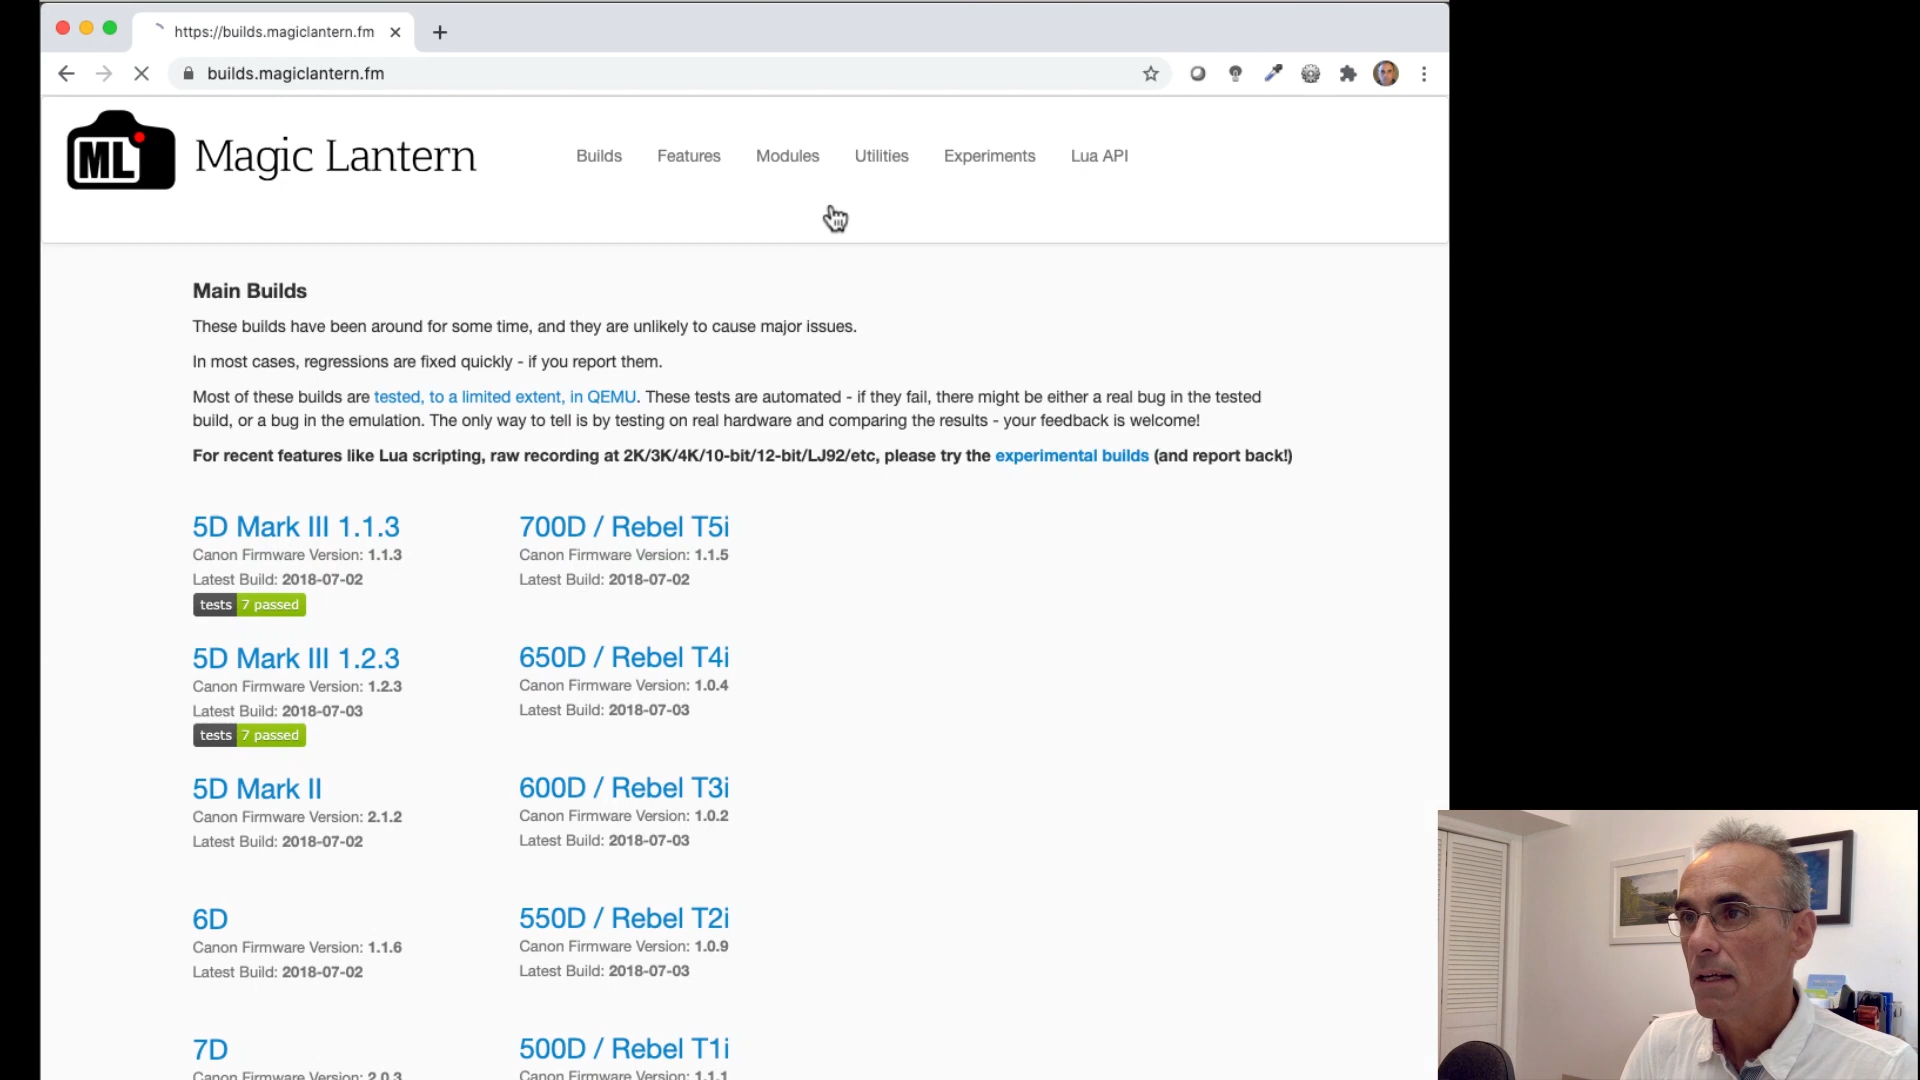 https://builds.magiclantern.fm
builds.magiclantern.fm
ML
Magic Lantern
Builds
Features
Modules
Utilities
Experiments
Lua API
Main Builds
These builds have been around for some time, and they are unlikely to cause major issues.
In most cases, regressions are fixed quickly - if you report them.
Most of these builds are tested, to a limited extent, in QEMU. These tests are automated - if they fail, there might be either a real bug in the tested
build, or a bug in the emulation. The only way to tell is by testing on real hardware and comparing the results - your feedback is welcome!
For recent features like Lua scripting, raw recording at 2K/3K/4K/10-bit/12-bit/LJ92/etc, please try the experimental builds (and report back!)
5D Mark III 1.1.3
Canon Firmware Version: 1.1.3
Latest Build: 2018-07-02
tests 7 passed
700D / Rebel T5i
Canon Firmware Version: 1.1.5
Latest Build: 2018-07-02
5D Mark III 1.2.3
Canon Firmware Version: 1.2.3
Latest Build: 2018-07-03
tests 7 passed
650D / Rebel T4i
Canon Firmware Version: 1.0.4
Latest Build: 2018-07-03
5D Mark II
Canon Firmware Version: 2.1.2
Latest Build: 2018-07-02
600D / Rebel T3i
Canon Firmware Version: 1.0.2
Latest Build: 2018-07-03
6D
Canon Firmware Version: 1.1.6
Latest Build: 2018-07-02
550D / Rebel T2i
Canon Firmware Version: 1.0.9
Latest Build: 2018-07-03
7D
Canon Firmware Version: 2.0.3
500D / Rebel T1i
Canon Firmware Version: 1.1.1